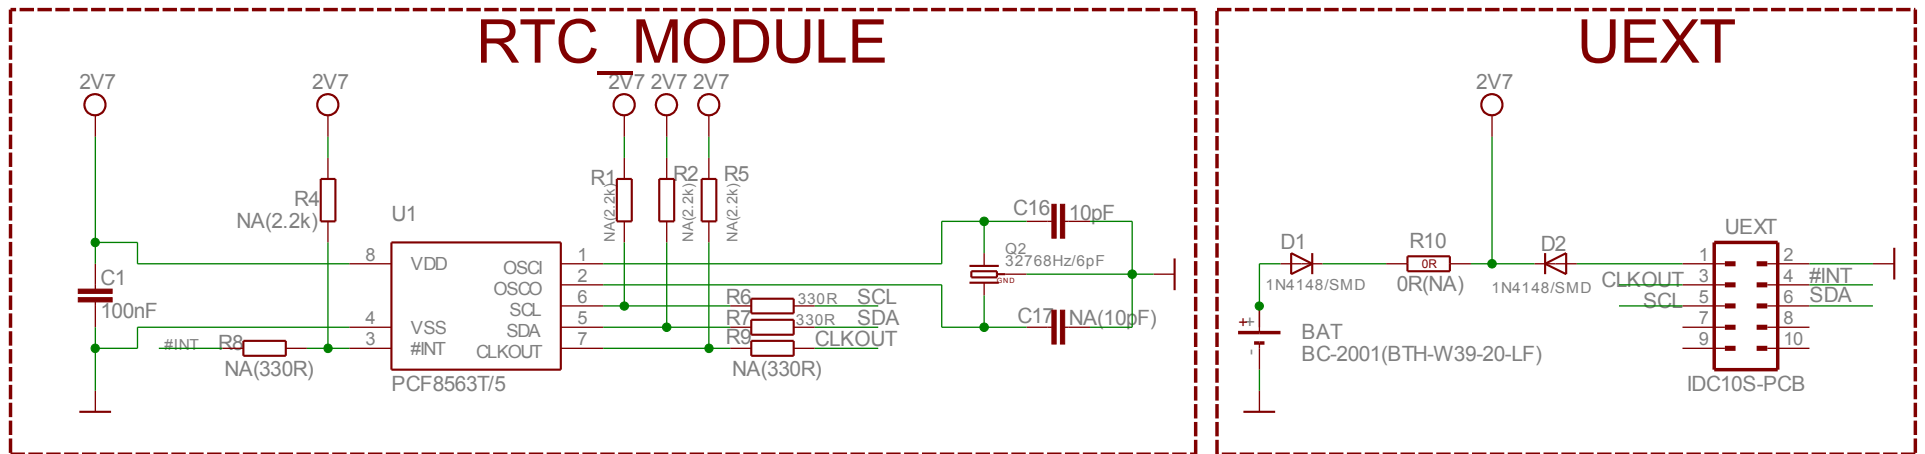 RTC_MODULE
2V7
2V7
2V7 2V7 2V7
R4
NA(2.2k)
R1
NA(2.2k)
R2
NA(2.2k)
R5
NA(2.2k)
U1
8 VDD
4 VSS
3 #INT
OSCI 1
OSCO 2
SCL 6
SDA 5
CLKOUT 7
PCF8563T/5
C1
100nF
#INT
R8
NA(330R)
R6 330R SCL
R7 330R SDA
R9 CLKOUT
NA(330R)
C16 10pF
Q2
32768Hz/6pF
GND
C17 NA(10pF)
UEXT
2V7
D1
1N4148/SMD
R10
0R
0R(NA)
D2
1N4148/SMD
+ +
-
BAT
BC-2001(BTH-W39-20-LF)
UEXT
1 2
CLKOUT 3 4 #INT
SCL 5 6 SDA
7 8
9 10
IDC10S-PCB